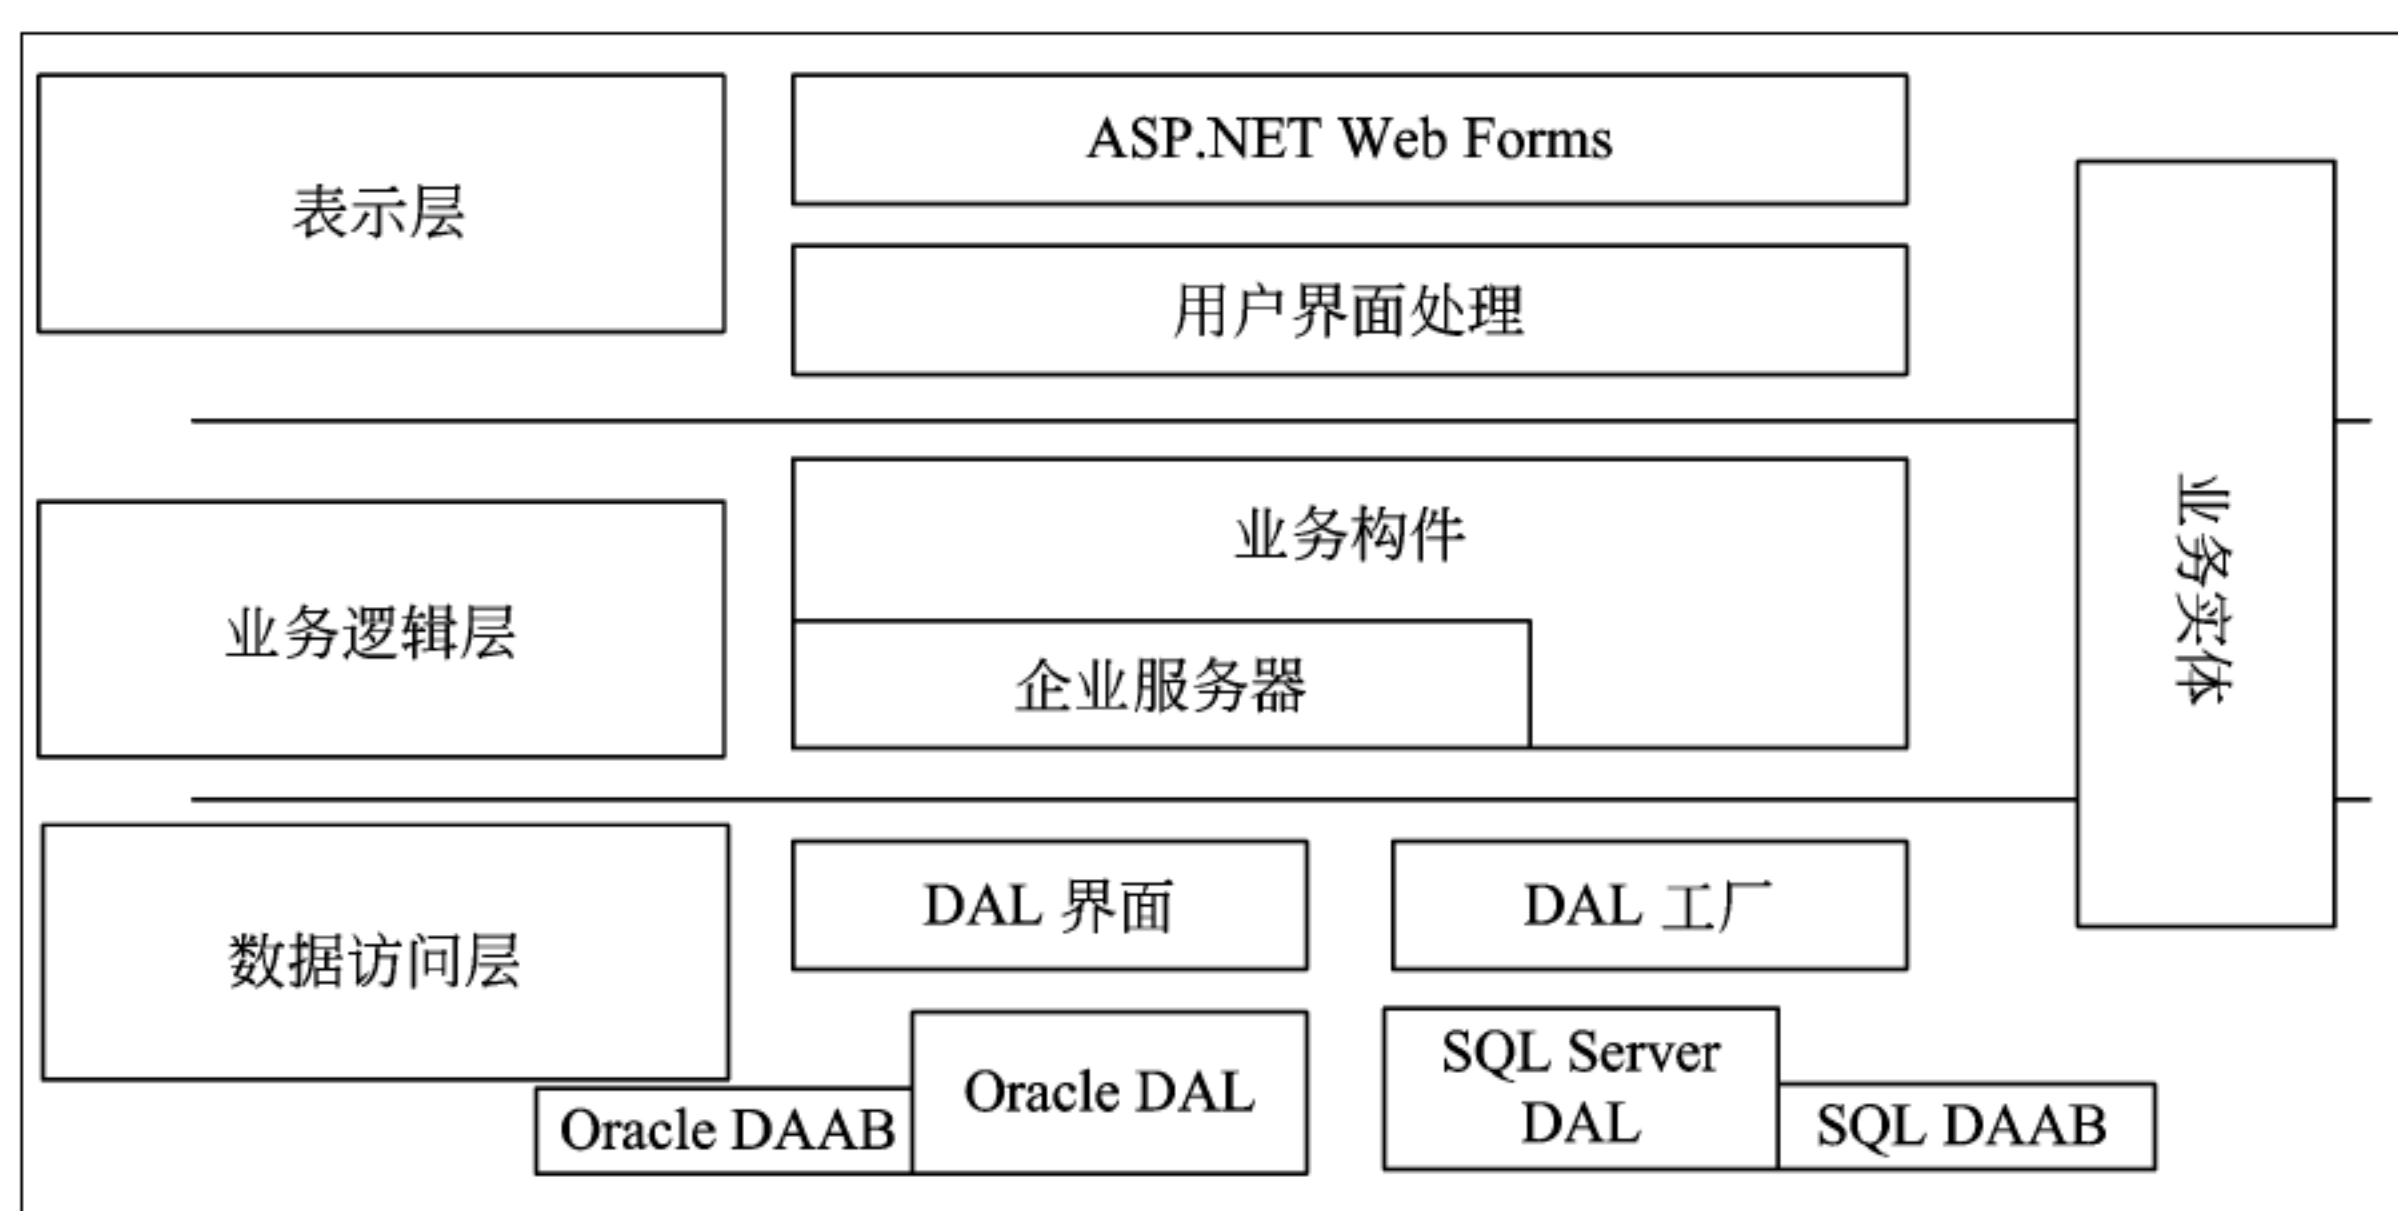 表示层
ASP.NET Web Forms
用户界面处理
业务逻辑层
业务构件
企业服务器
业务实体
数据访问层
DAL 界面
DAL 工厂
Oracle DAAB
Oracle DAL
SQL Server
DAL
SQL DAAB